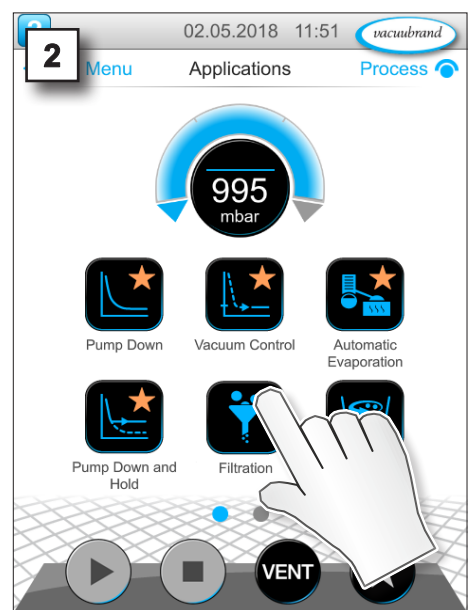 02.05.2018 11:51 vacuubrand
2
Menu Applications Process
995
mbar
Pump Down Vacuum Control Automatic
Evaporation
Pump Down and
Hold
Filtration
VENT